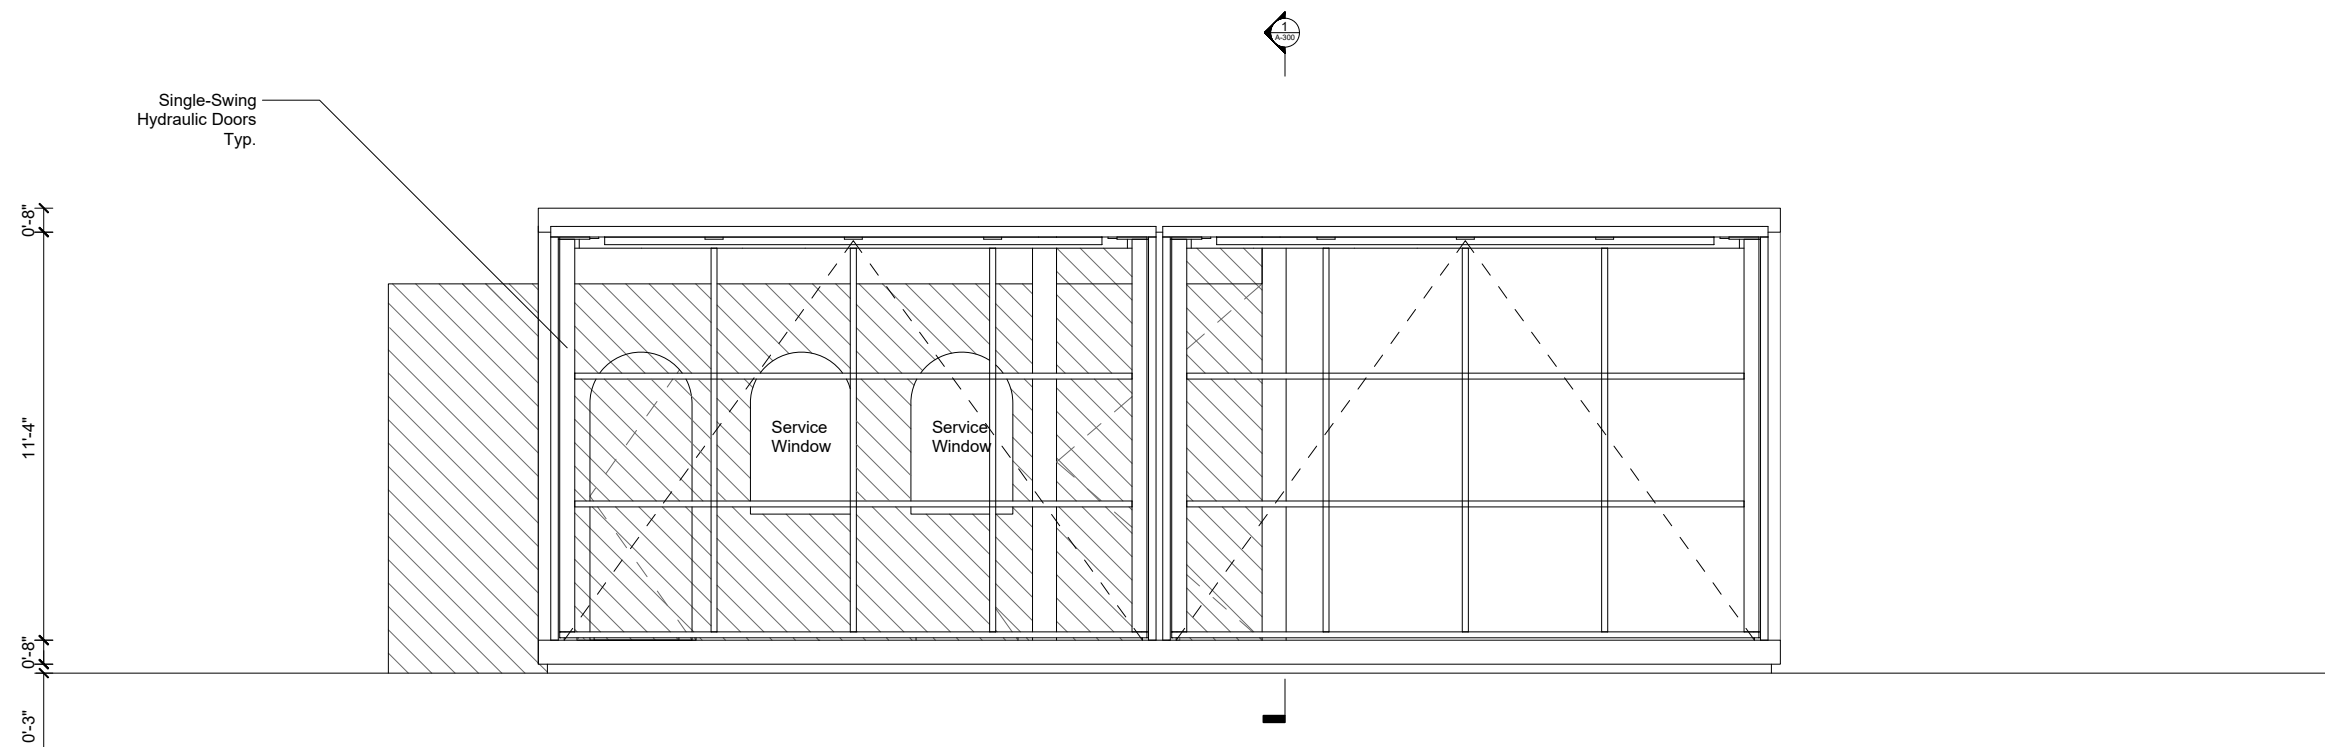 1
A-300
Single-Swing
Hydraulic Doors
Typ.
0'-8"
11'-4"
0'-8"
0'-3"
Service
Window
Service
Window